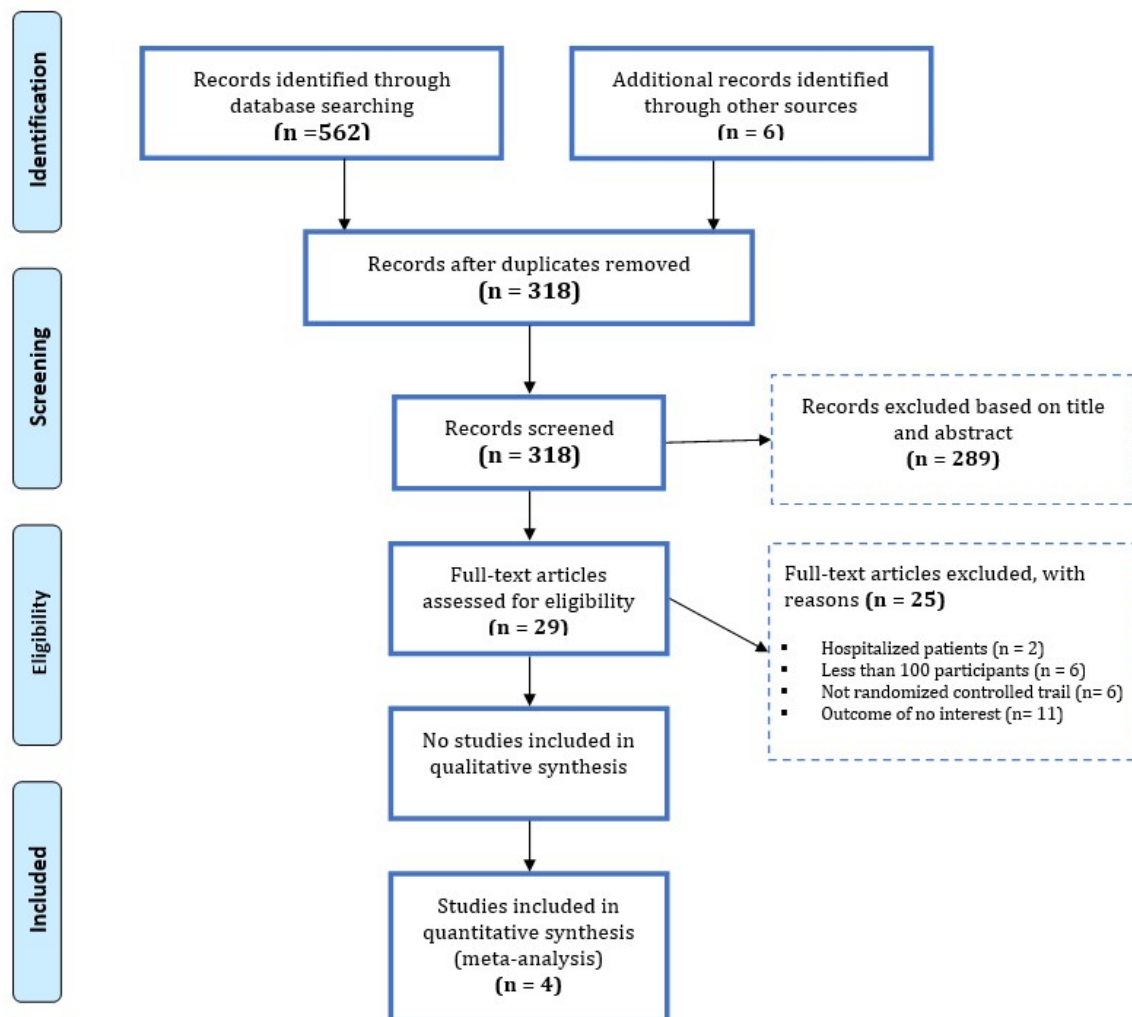 Identification
Records identified through
database searching
(n =562)
Additional records identified
through other sources
(n = 6)
Records after duplicates removed
(n = 318)
Screening
Records screened
(n = 318)
Records excluded based on title
and abstract
(n = 289)
Eligibility
Full-text articles
assessed for eligibility
(n = 29)
Full-text articles excluded, with
reasons (n = 25)
▪ Hospitalized patients (n = 2)
▪ Less than 100 participants (n = 6)
▪ Not randomized controlled trail (n= 6)
▪ Outcome of no interest (n= 11)
No studies included in
qualitative synthesis
Included
Studies included in
quantitative synthesis
(meta-analysis)
(n = 4)